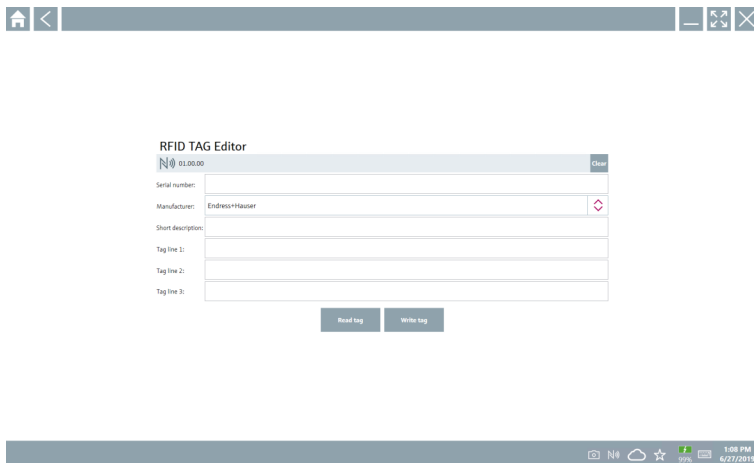 RFID TAG Editor
01.00.00
Clear
Serial number:
Manufacturer: Endress+Hauser
Short description:
Tag line 1:
Tag line 2:
Tag line 3:
Read tag Write tag
1:08 PM
99% 6/27/2019